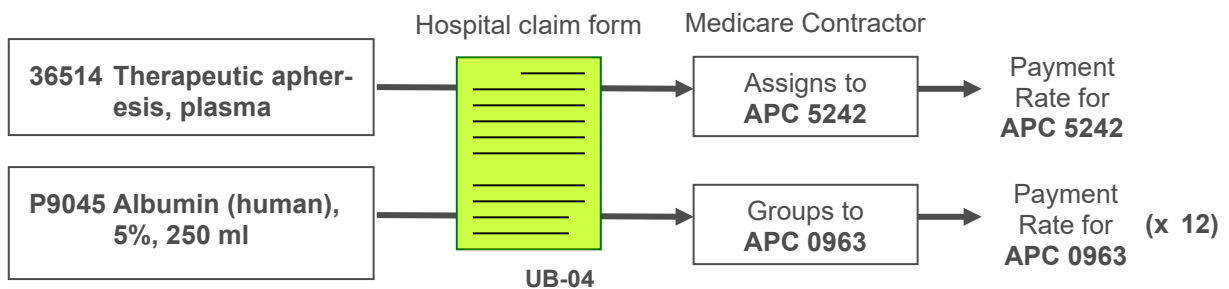 Hospital claim form
Medicare Contractor
36514 Therapeutic apher-
esis, plasma
Assigns to
APC 5242
Payment
Rate for
APC 5242
P9045 Albumin (human),
5%, 250 ml
Groups to
APC 0963
Payment
Rate for
APC 0963
(x 12)
UB-04